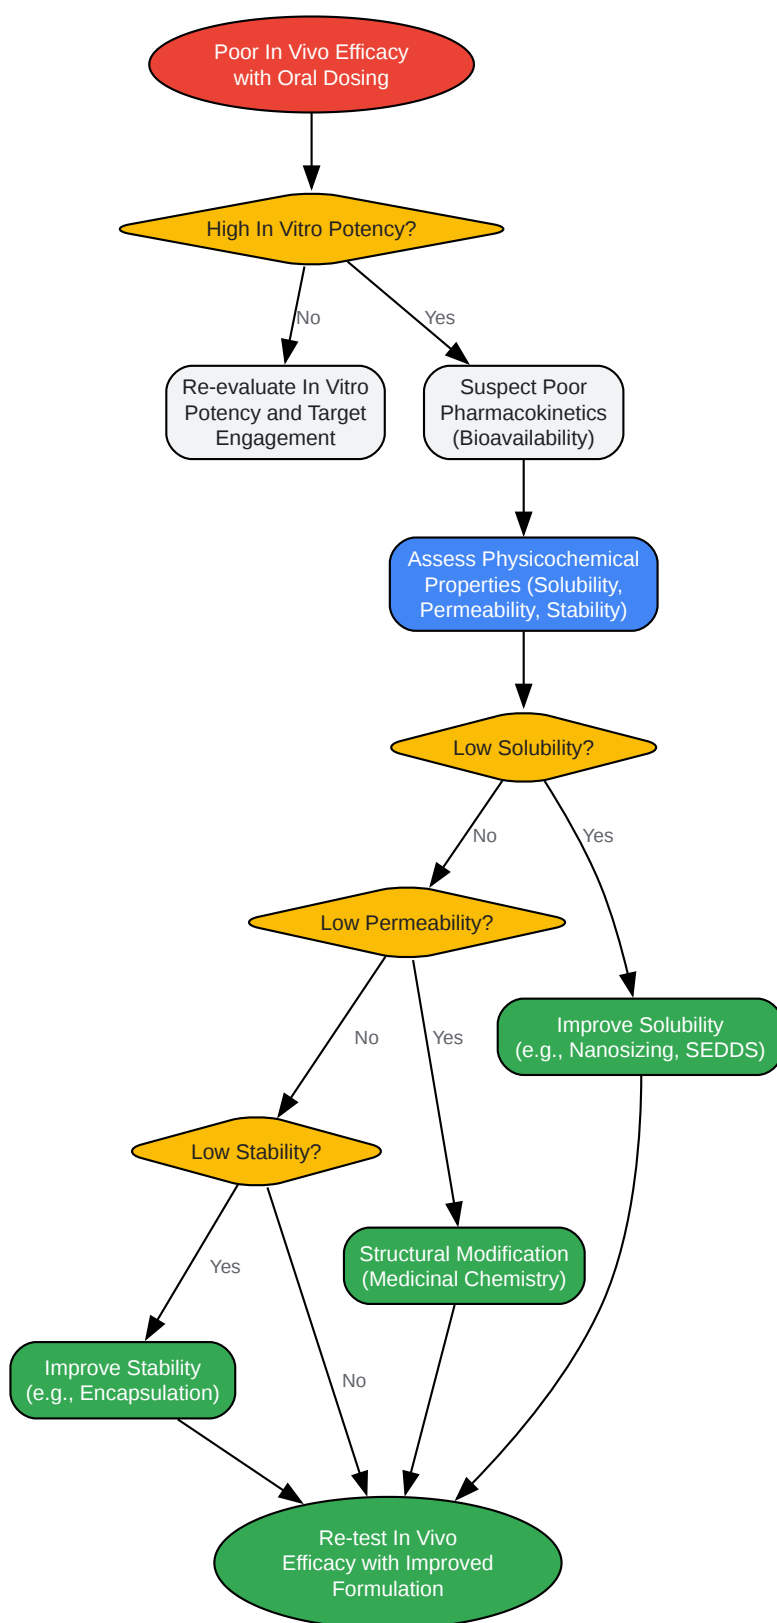 Poor In Vivo Efficacy
with Oral Dosing
High In Vitro Potency?
No
Yes
Re-evaluate In Vitro
Potency and Target
Engagement
Suspect Poor
Pharmacokinetics
(Bioavailability)
Assess Physicochemical
Properties (Solubility,
Permeability, Stability)
Low Solubility?
No
Yes
Low Permeability?
Improve Solubility
(e.g., Nanosizing, SEDDS)
No
Yes
Low Stability?
Structural Modification
(Medicinal Chemistry)
Yes
Improve Stability
(e.g., Encapsulation)
No
Re-test In Vivo
Efficacy with Improved
Formulation